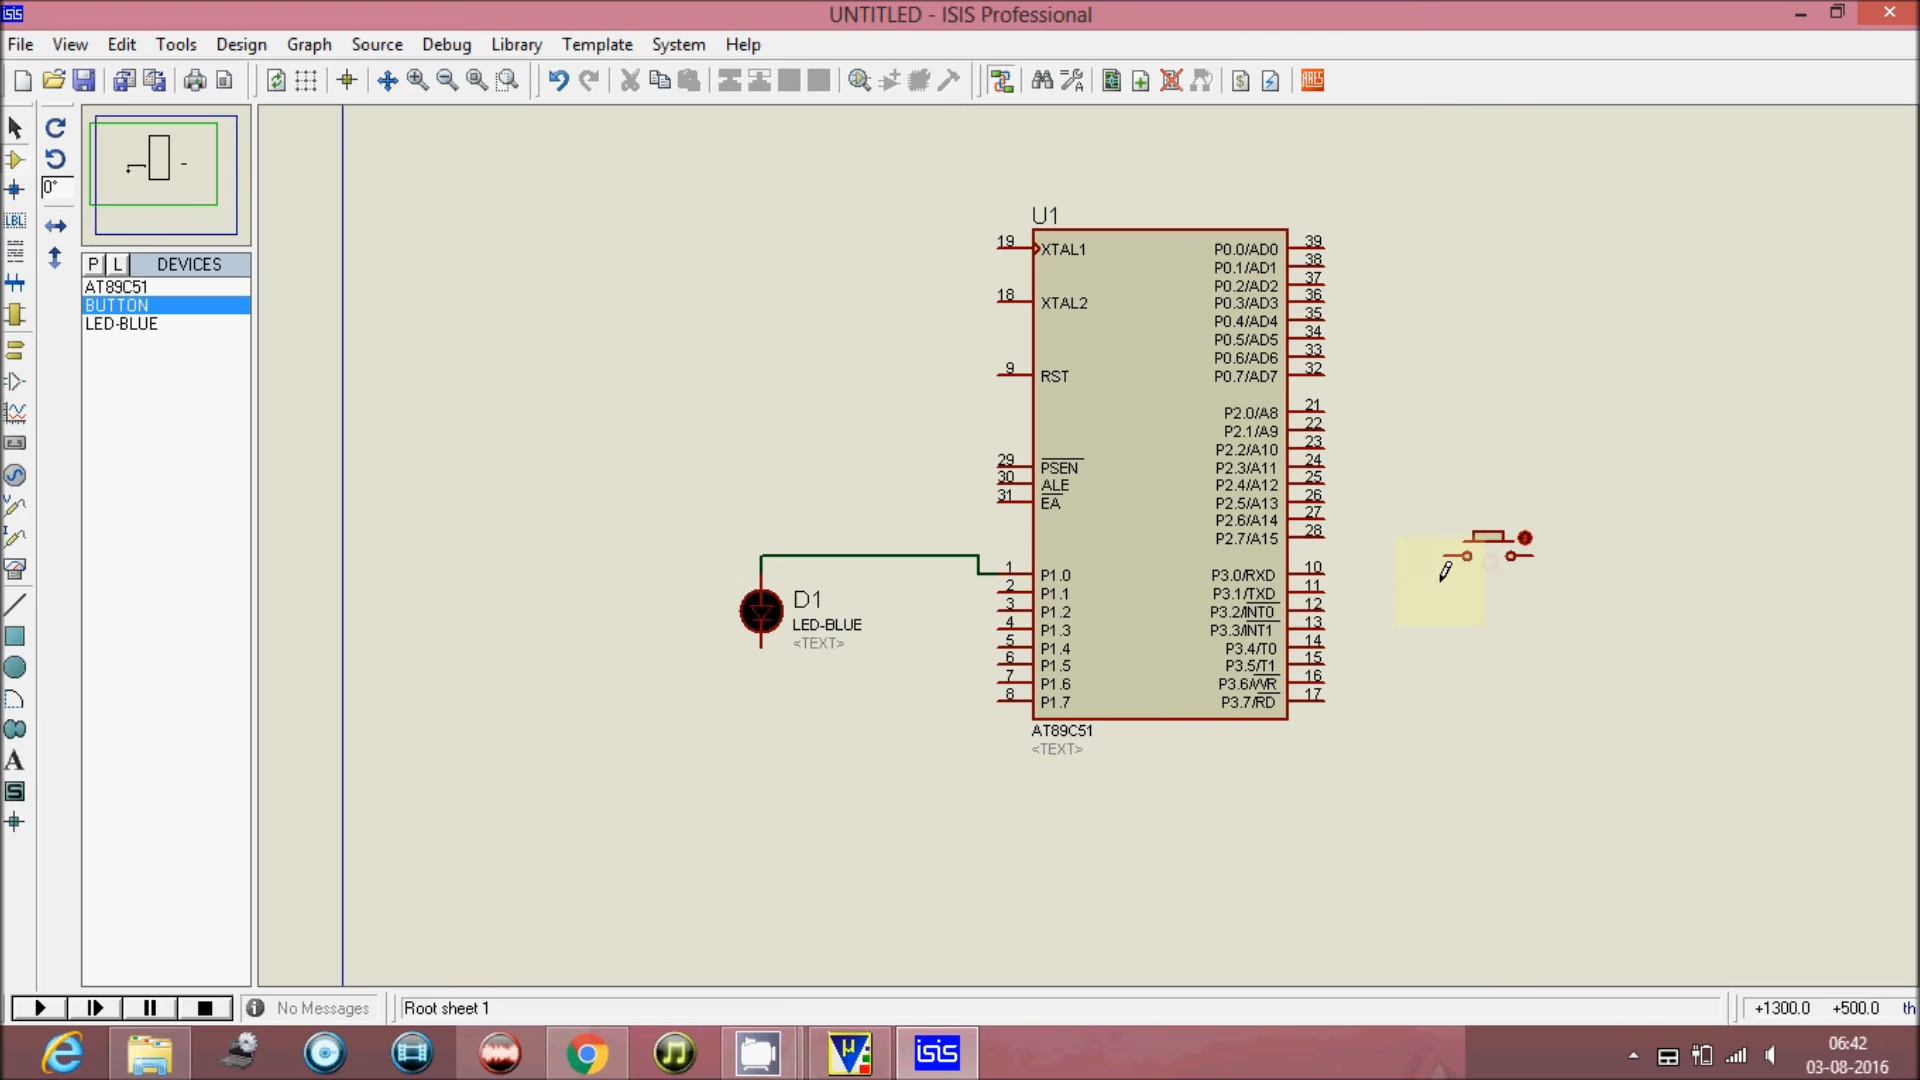 isis
UNTITLED - ISIS Professional
File View Edit Tools Design Graph Source Debug Library Template System Help
ARES
0°
LBL
P L DEVICES
AT89C51
BUTTON
LED-BLUE
A
S
U1
19 XTAL1
18 XTAL2
9 RST
29 PSEN
30 ALE
31 EA
1 P1.0
2 P1.1
3 P1.2
4 P1.3
5 P1.4
6 P1.5
7 P1.6
8 P1.7
P0.0/AD0 39
P0.1/AD1 38
P0.2/AD2 37
P0.3/AD3 36
P0.4/AD4 35
P0.5/AD5 34
P0.6/AD6 33
P0.7/AD7 32
P2.0/A8 21
P2.1/A9 22
P2.2/A10 23
P2.3/A11 24
P2.4/A12 25
P2.5/A13 26
P2.6/A14 27
P2.7/A15 28
P3.0/RXD 10
P3.1/TXD 11
P3.2/INT0 12
P3.3/INT1 13
P3.4/T0 14
P3.5/T1 15
P3.6/WR 16
P3.7/RD 17
AT89C51
<TEXT>
D1
LED-BLUE
<TEXT>
No Messages
Root sheet 1
+1300.0 +500.0 th
isis
06:42
03-08-2016